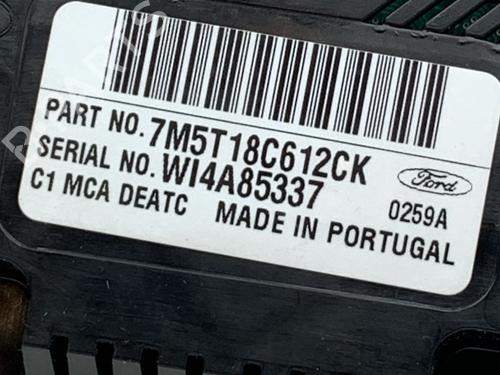 PART NO. 7M5T18C612CK
SERIAL NO. WI4A85337
Ford
C1 MCA DEATC
0259A
MADE IN PORTUGAL